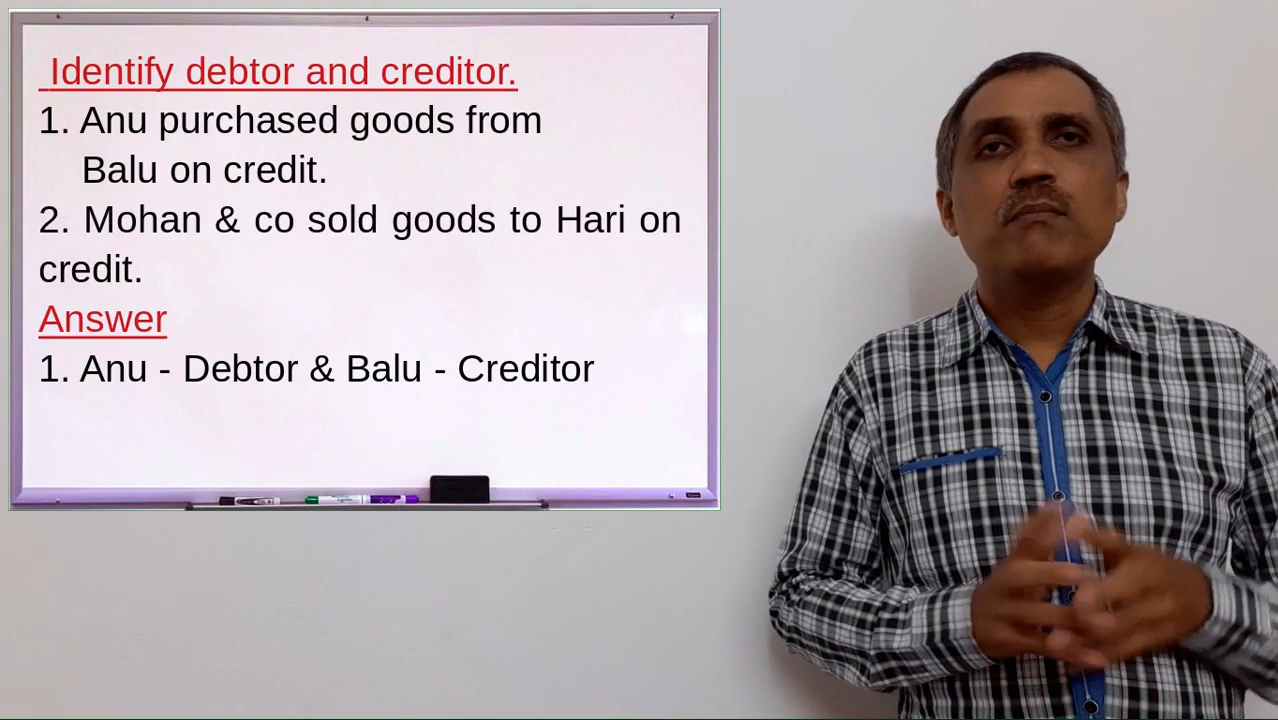 Identify debtor and creditor.
1. Anu purchased goods from
Balu on credit.
2. Mohan & co sold goods to Hari on
credit.
Answer
1. Anu - Debtor & Balu - Creditor